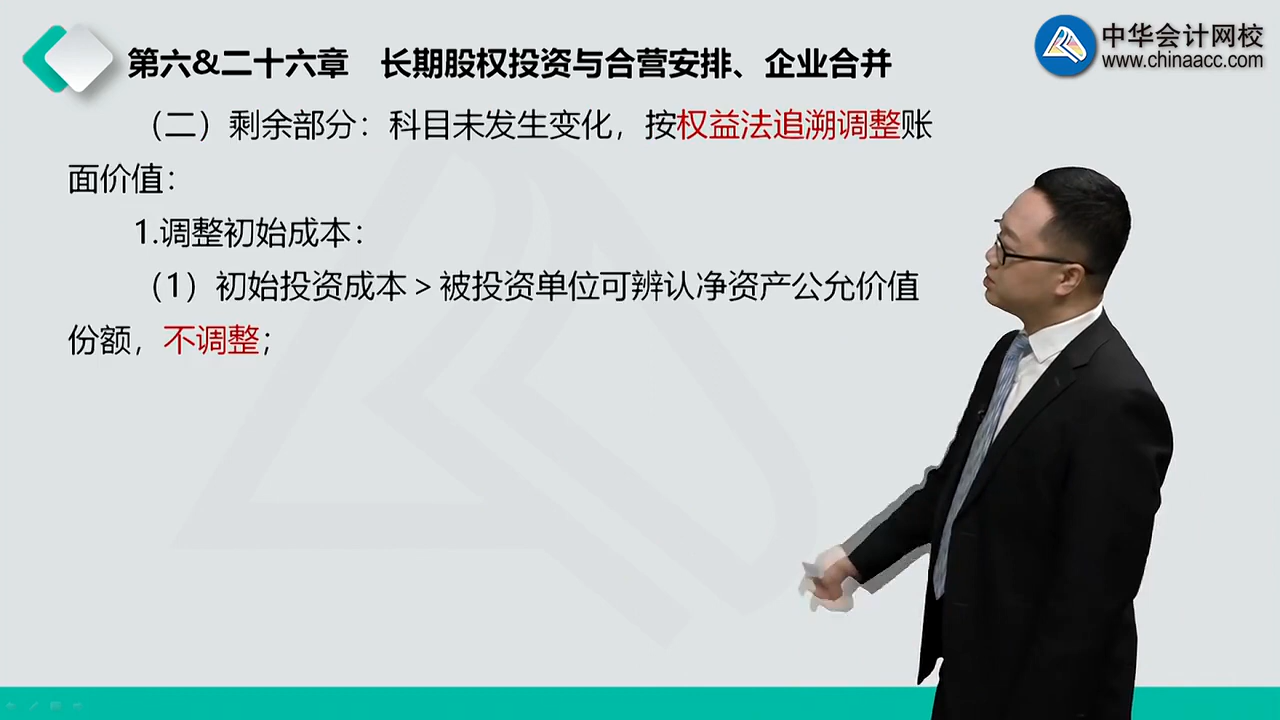 第六&二十六章 长期股权投资与合营安排、企业合并
中华会计网校
www.chinaacc.com
（二）剩余部分：科目未发生变化，按权益法追溯调整账
面价值：
1.调整初始成本：
（1）初始投资成本＞被投资单位可辨认净资产公允价值
份额，不调整；